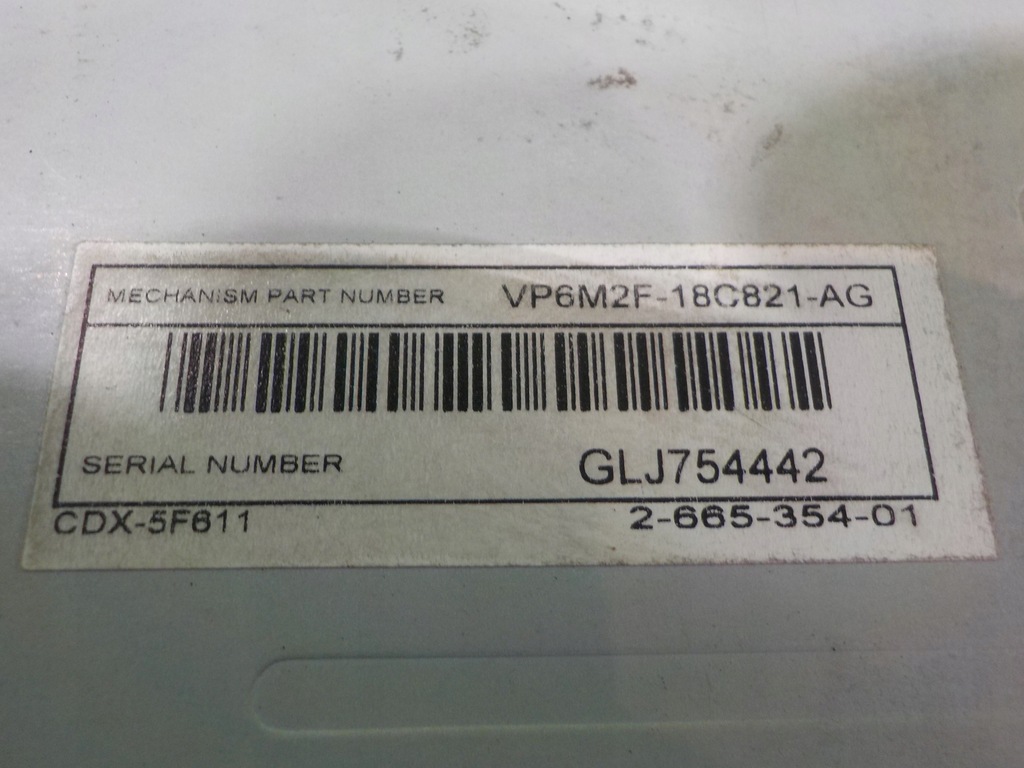 MECHANISM PART NUMBER VP6M2F-18C821-AG
SERIAL NUMBER GLJ754442
CDX-5F611 2-665-354-01